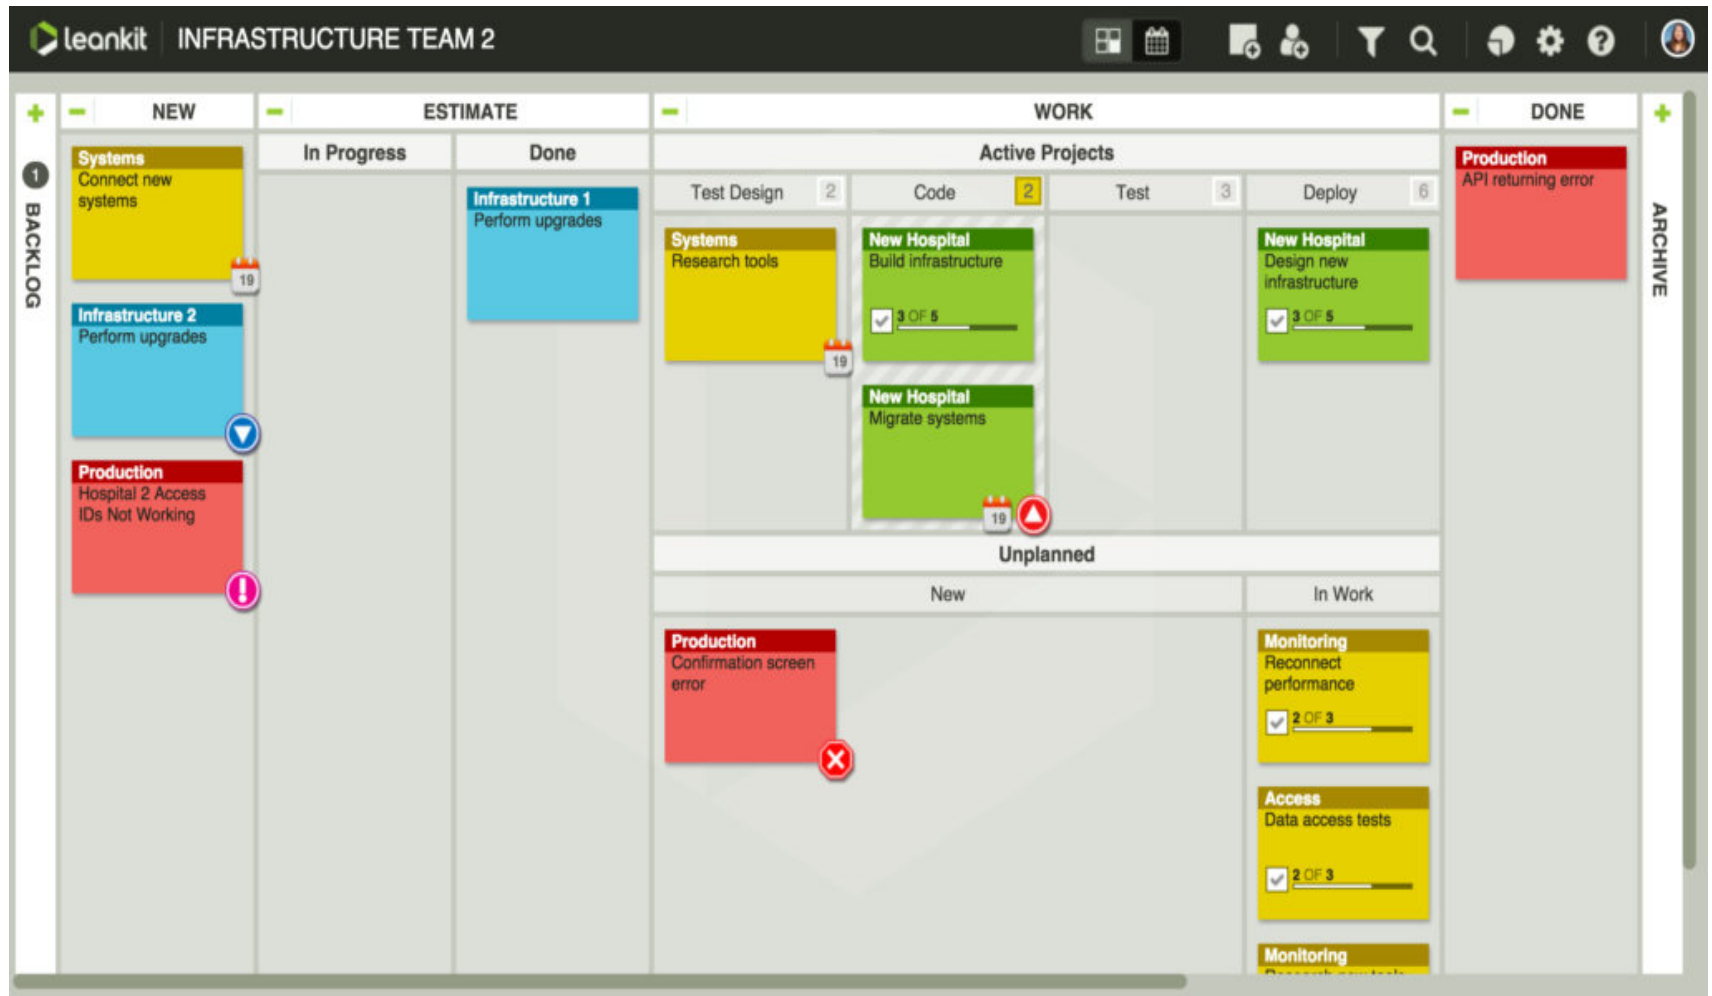 leankit INFRASTRUCTURE TEAM 2
NEW
ESTIMATE
WORK
DONE
1
BACKLOG
ARCHIVE
In Progress
Done
Active Projects
Test Design 2
Code 2
Test 3
Deploy 6
Systems
Connect new
systems
19
Infrastructure 2
Perform upgrades
Production
Hospital 2 Access
IDs Not Working
Infrastructure 1
Perform upgrades
Systems
Research tools
19
New Hospital
Build infrastructure
3 OF 5
New Hospital
Migrate systems
19
New Hospital
Design new
infrastructure
3 OF 5
Production
API returning error
Unplanned
New
In Work
Production
Confirmation screen
error
Monitoring
Reconnect
performance
2 OF 3
Access
Data access tests
2 OF 3
Monitoring